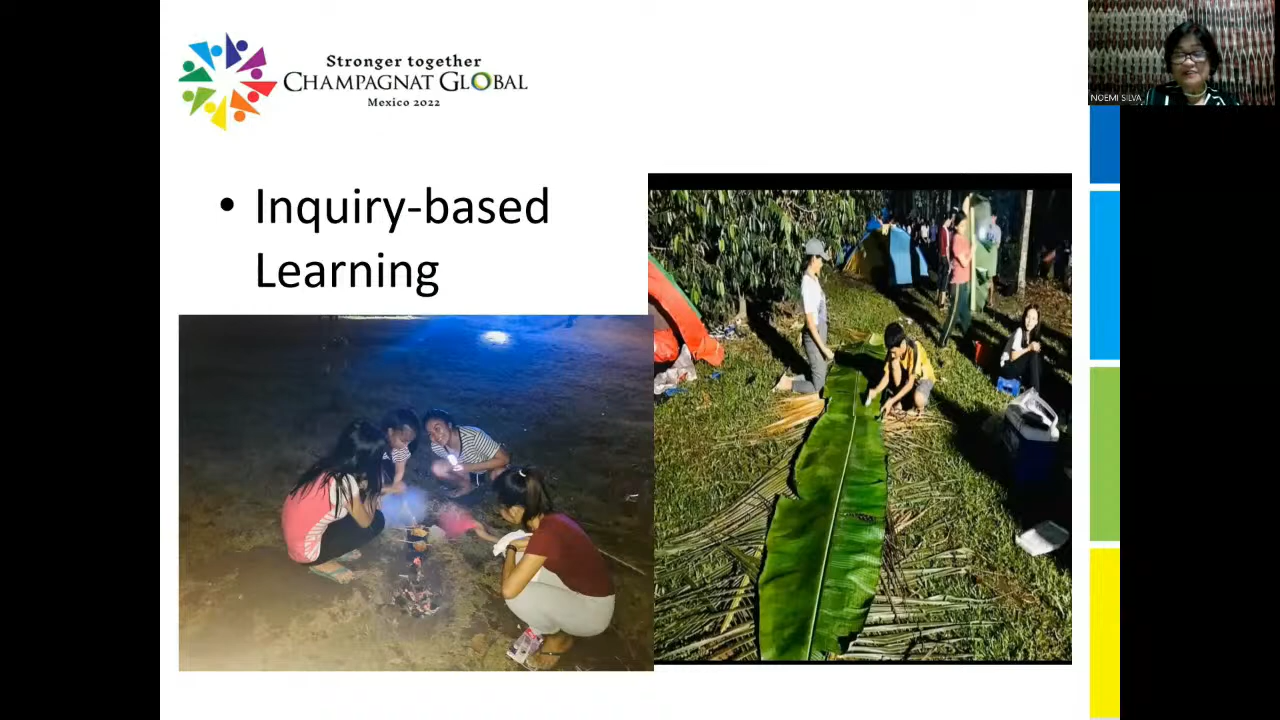 Stronger together
CHAMPAGNAT GLOBAL
Mexico 2022
NOEMI SILVA
• Inquiry-based
Learning